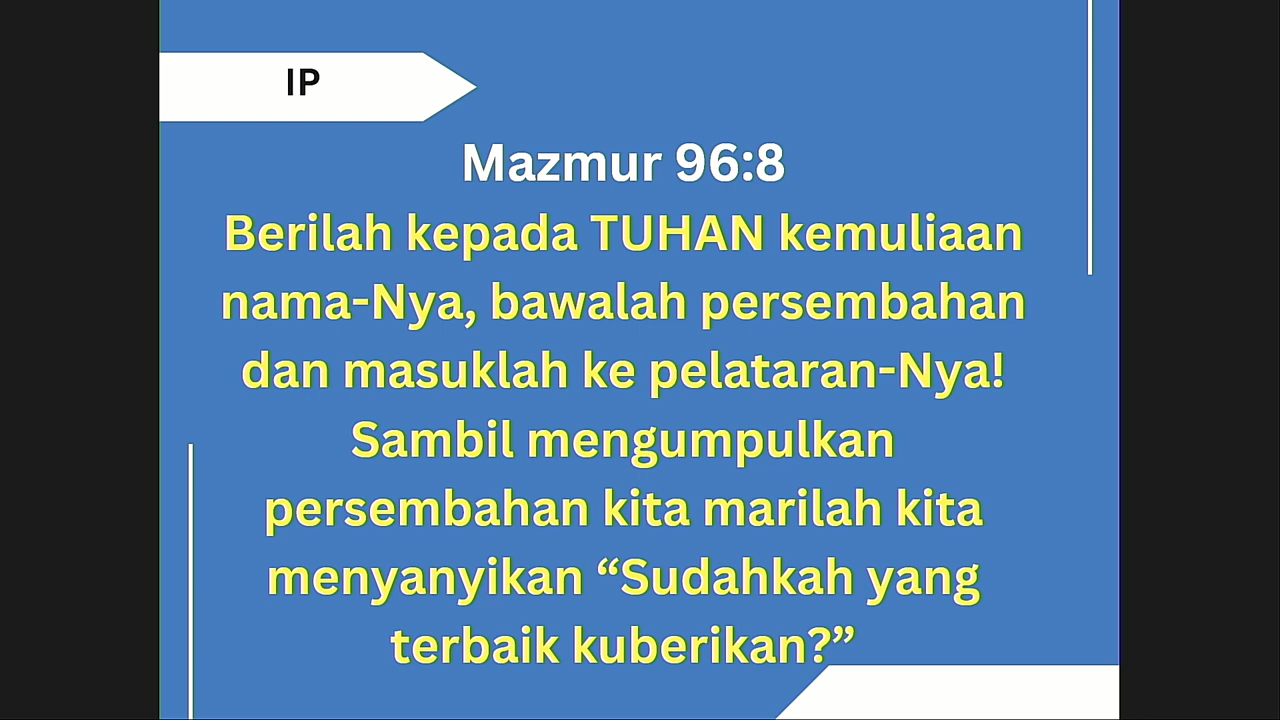 IP
Mazmur 96:8
Berilah kepada TUHAN kemuliaan
nama-Nya, bawalah persembahan
dan masuklah ke pelataran-Nya!
Sambil mengumpulkan
persembahan kita marilah kita
menyanyikan “Sudahkah yang
terbaik kuberikan?”